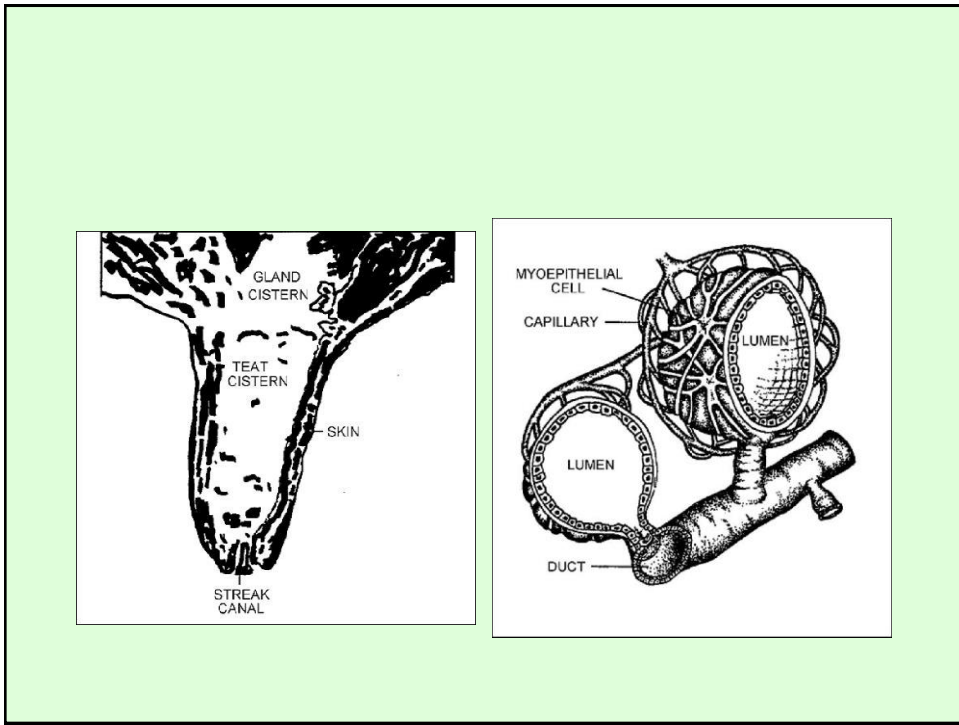 GLAND
CISTERN
TEAT
CISTERN
SKIN
STREAK
CANAL
MYOEPITHELIAL
CELL
CAPILLARY
LUMEN
LUMEN
DUCT